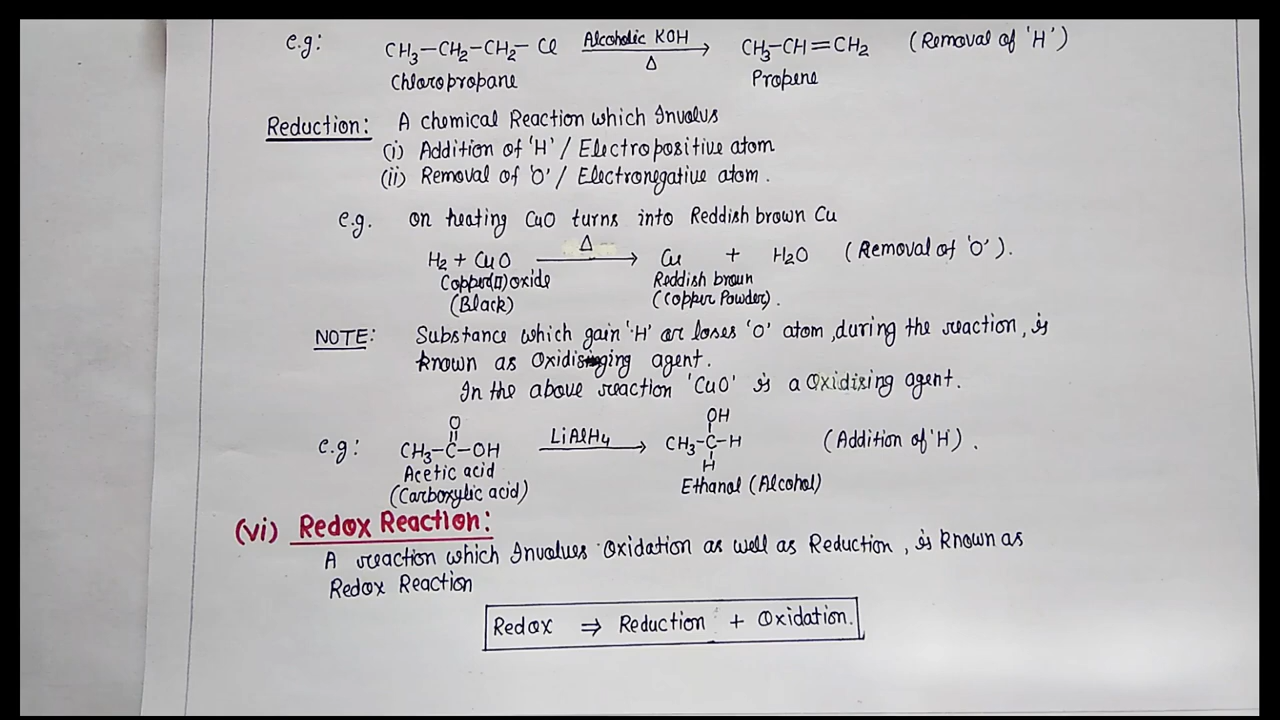 e.g: CH3-CH2-CH2-Cl Alcoholic KOH Δ → CH3-CH=CH2 (Removal of 'H')
Chloropropane Propene
Reduction: A chemical Reaction which Involvs
(i) Addition of 'H' / Electropositive atom
(ii) Removal of 'O' / Electronegative atom.
e.g. on heating CuO turns into Reddish brown Cu
H2 + CuO Δ → Cu + H2O (Removal of 'O').
Copper(II)oxide Reddish brown
(Black) (Copper Powder).
NOTE: Substance which gain 'H' or loses 'O' atom, during the reaction, is
known as Oxidising agent.
In the above reaction 'CuO' is a Oxidizing agent.
O OH
e.g: CH3-C-OH LiAlH4 → CH3-C-H (Addition of 'H').
H
Acetic acid Ethanol (Alcohol)
(Carboxylic acid)
(vi) Redox Reaction:
A reaction which Involves Oxidation as well as Reduction, is known as
Redox Reaction
Redox ⇒ Reduction + Oxidation.